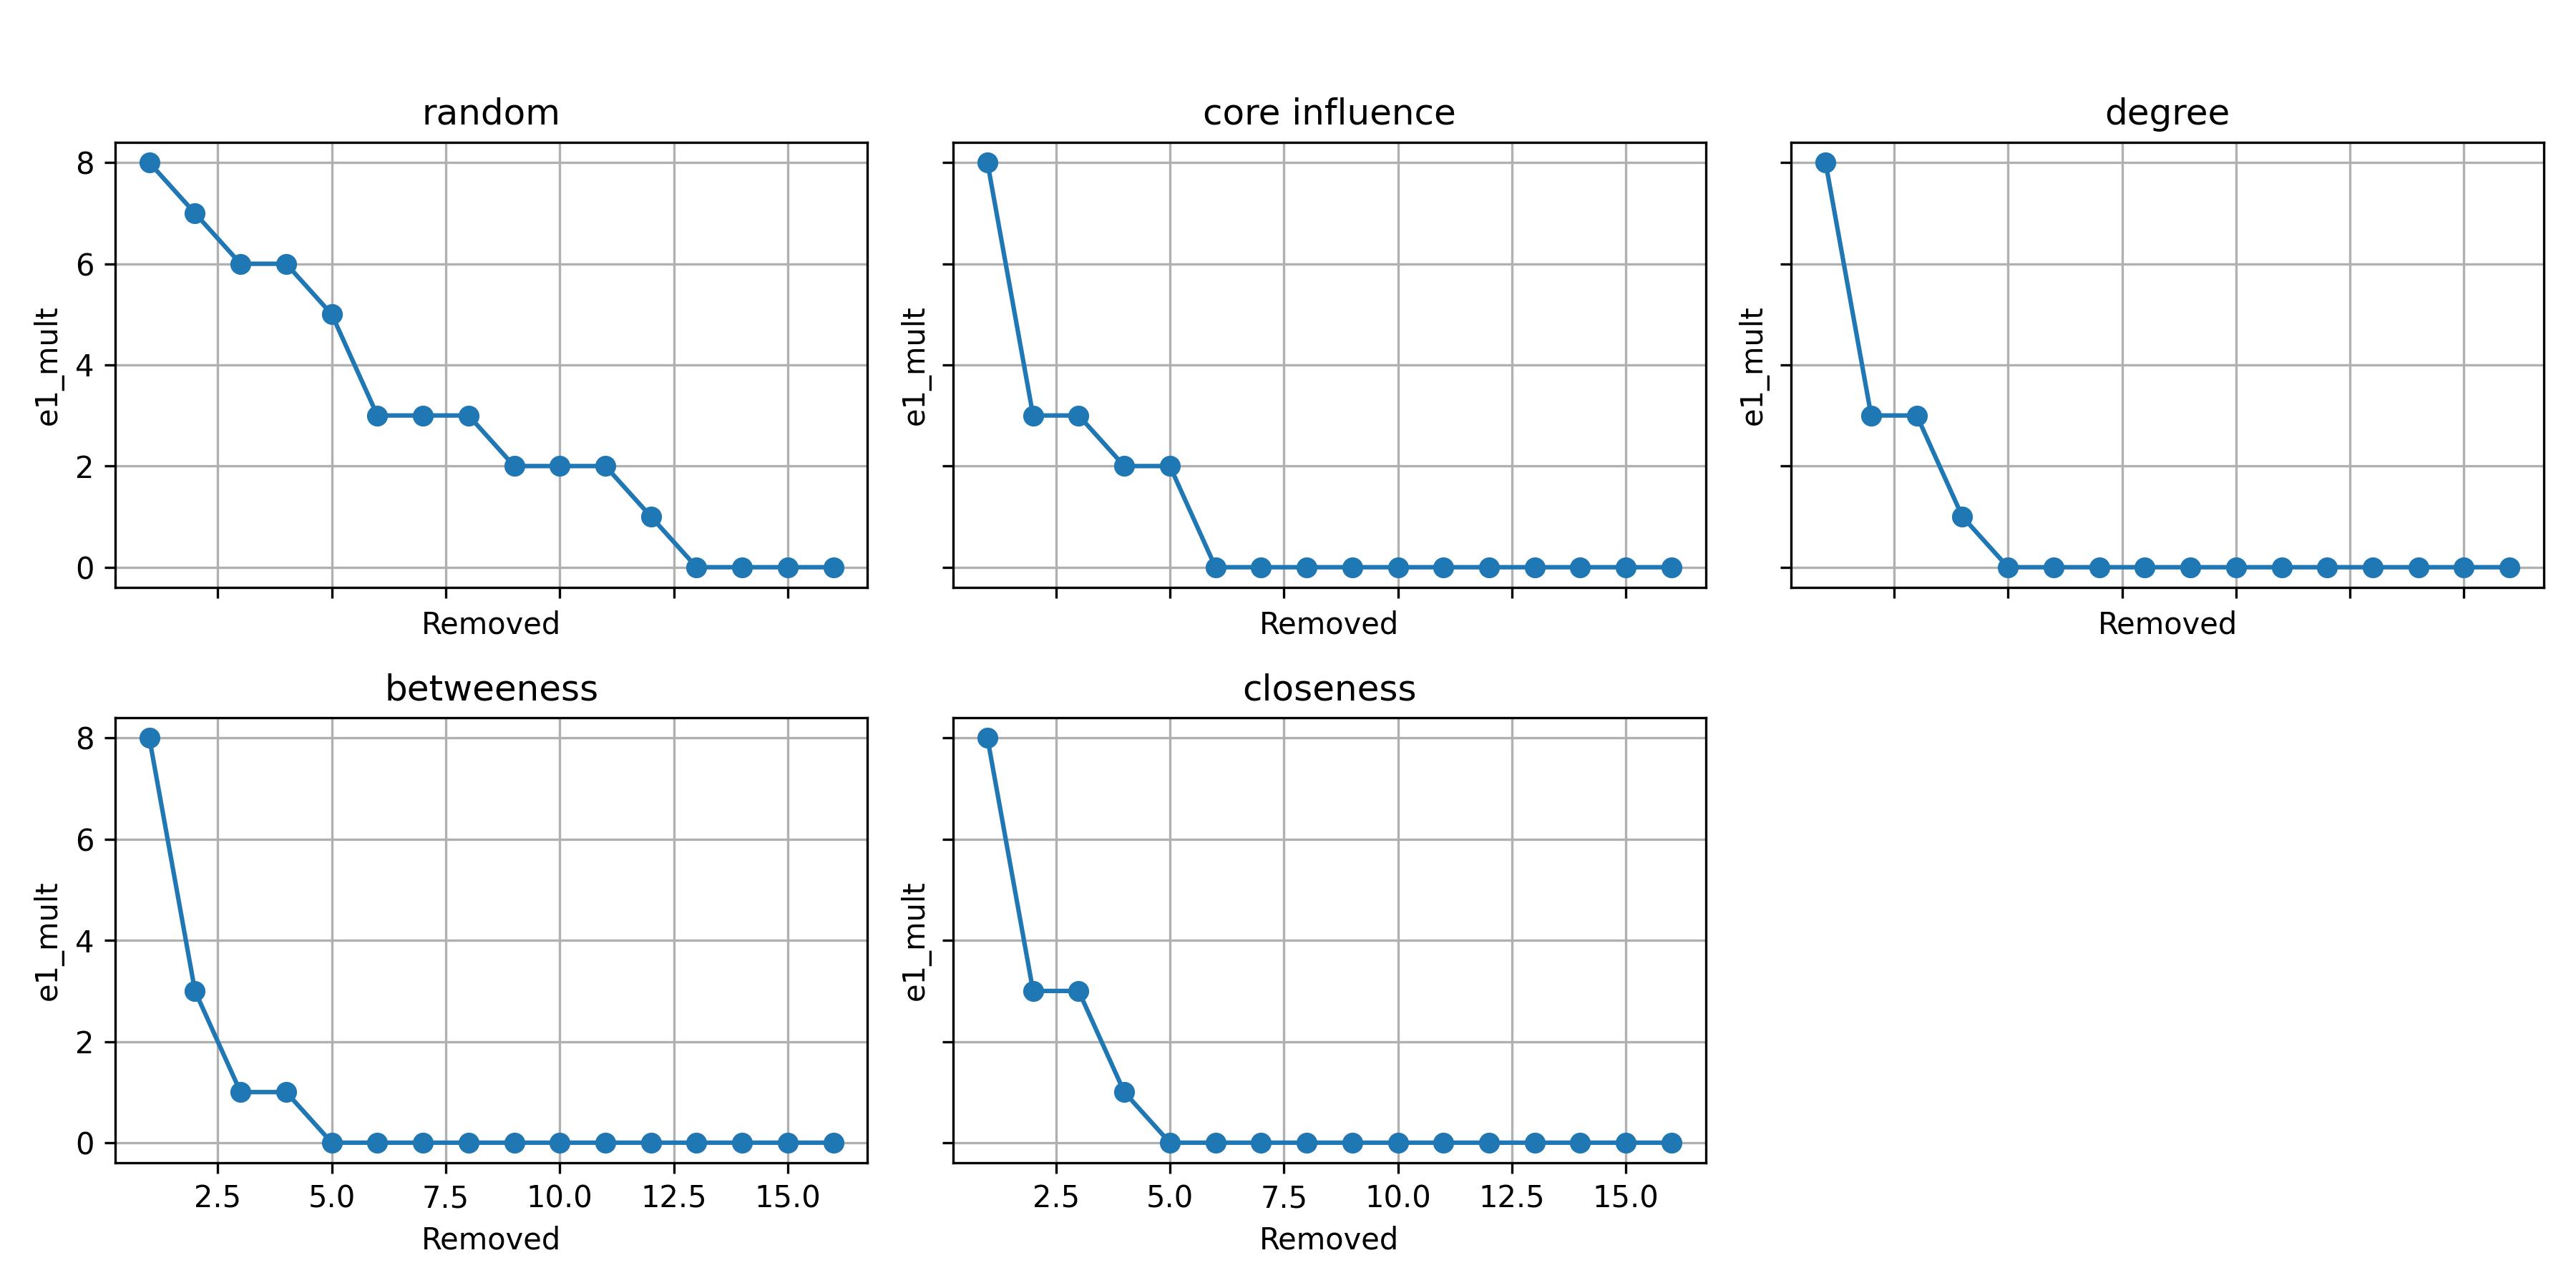 random
core influence
degree
8
6
4
2
0
e1_mult
e1_mult
e1_mult
Removed
Removed
Removed
betweeness
closeness
8
6
4
2
0
e1_mult
e1_mult
2.5 5.0 7.5 10.0 12.5 15.0
2.5 5.0 7.5 10.0 12.5 15.0
Removed
Removed